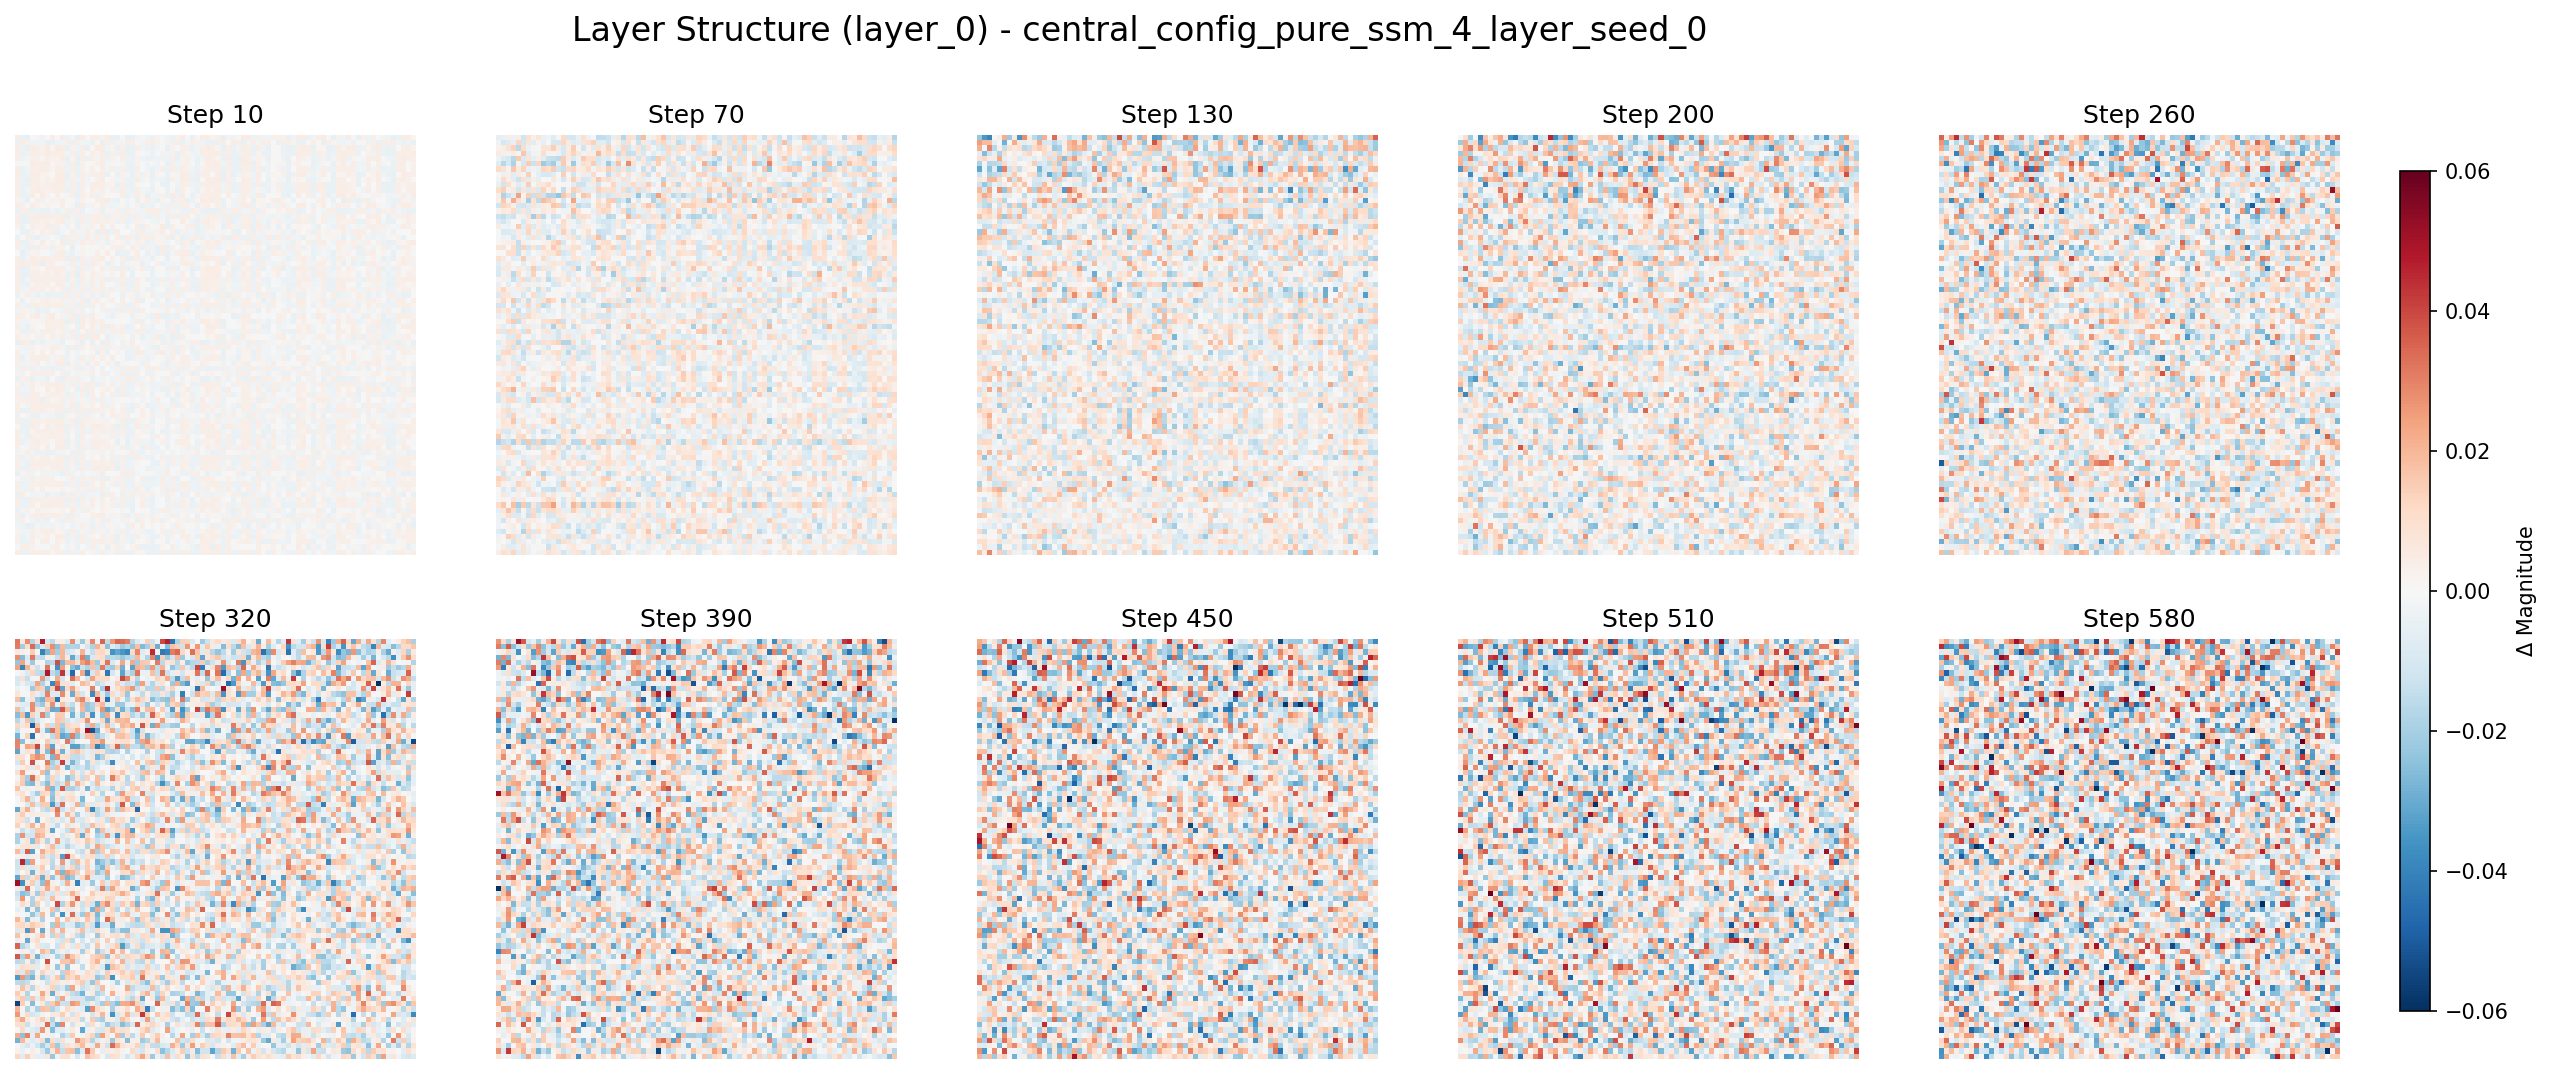 Layer Structure (layer_0) - central_config_pure_ssm_4_layer_seed_0
Step 10
Step 70
Step 130
Step 200
Step 260
Step 320
Step 390
Step 450
Step 510
Step 580
0.06
0.04
0.02
0.00
−0.02
−0.04
−0.06
Δ Magnitude